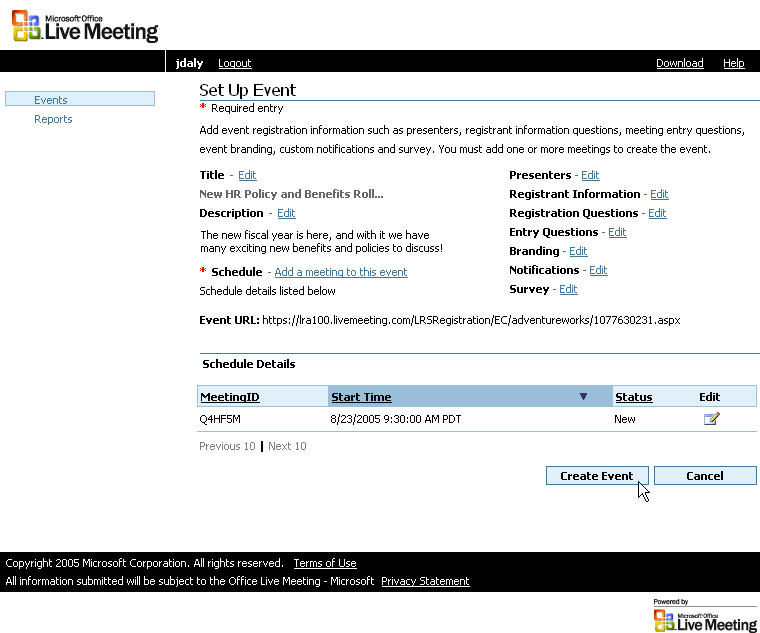 Microsoft Office
Live Meeting
jdaly Logout Download Help
Events
Reports
Set Up Event
* Required entry
Add event registration information such as presenters, registrant information questions, meeting entry questions,
event branding, custom notifications and survey. You must add one or more meetings to create the event.
Title - Edit
New HR Policy and Benefits Roll...
Description - Edit
The new fiscal year is here, and with it we have
many exciting new benefits and policies to discuss!
* Schedule - Add a meeting to this event
Schedule details listed below
Presenters - Edit
Registrant Information - Edit
Registration Questions - Edit
Entry Questions - Edit
Branding - Edit
Notifications - Edit
Survey - Edit
Event URL: https://lra100.livemeeting.com/LRSRegistration/EC/adventureworks/1077630231.aspx
Schedule Details
MeetingID Start Time Status Edit
Q4HF5M 8/23/2005 9:30:00 AM PDT New
Previous 10 | Next 10
Create Event Cancel
Copyright 2005 Microsoft Corporation. All rights reserved. Terms of Use
All information submitted will be subject to the Office Live Meeting - Microsoft Privacy Statement
Powered by
Microsoft Office
Live Meeting